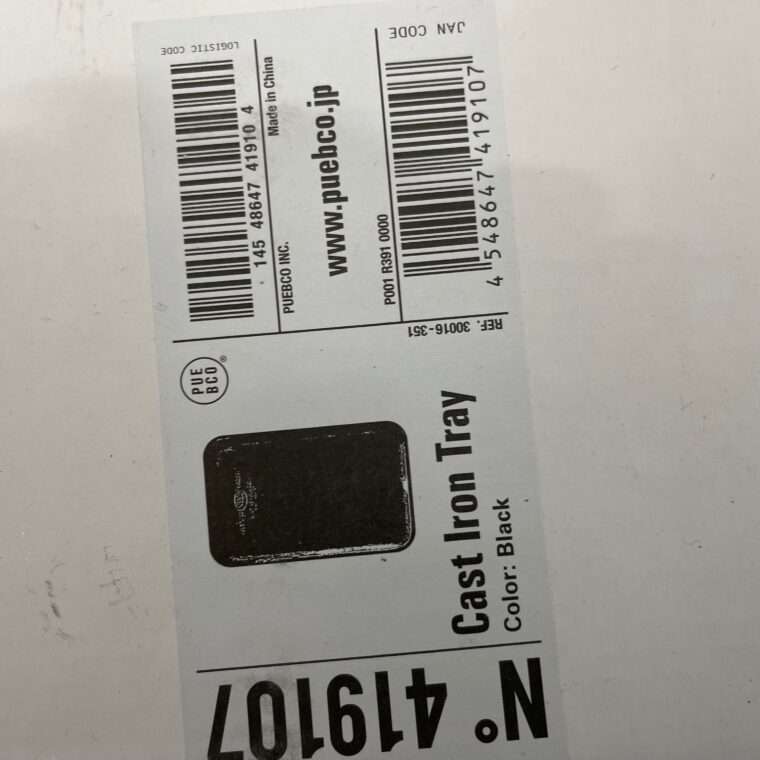 LOGISTIC CODE
145 48647 41910 4
Made in China
PUEBCO INC.
www.puebco.jp
P001 R391 0000
JAN CODE
4 548647 419107
REF. 30016-351
PUE
BCO
®
Cast Iron Tray
Color: Black
N° 419107